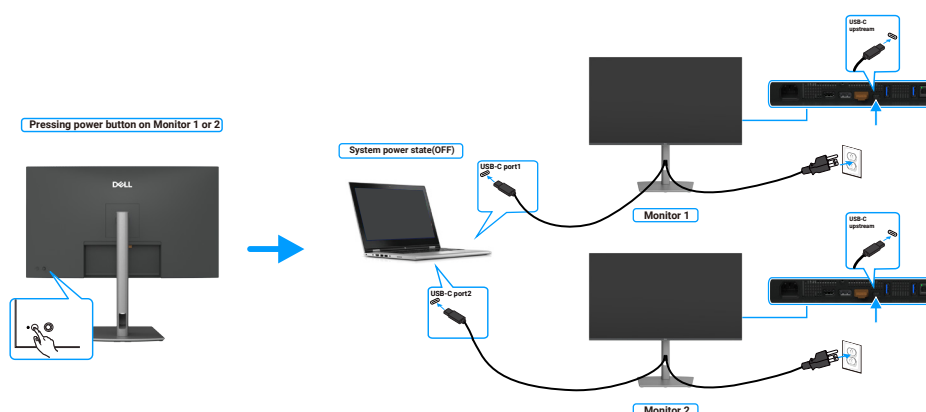 Pressing power button on Monitor 1 or 2
DELL
System power state(OFF)
USB-C port1
USB-C
upstream
Monitor 1
USB-C port2
USB-C
upstream
Monitor 2